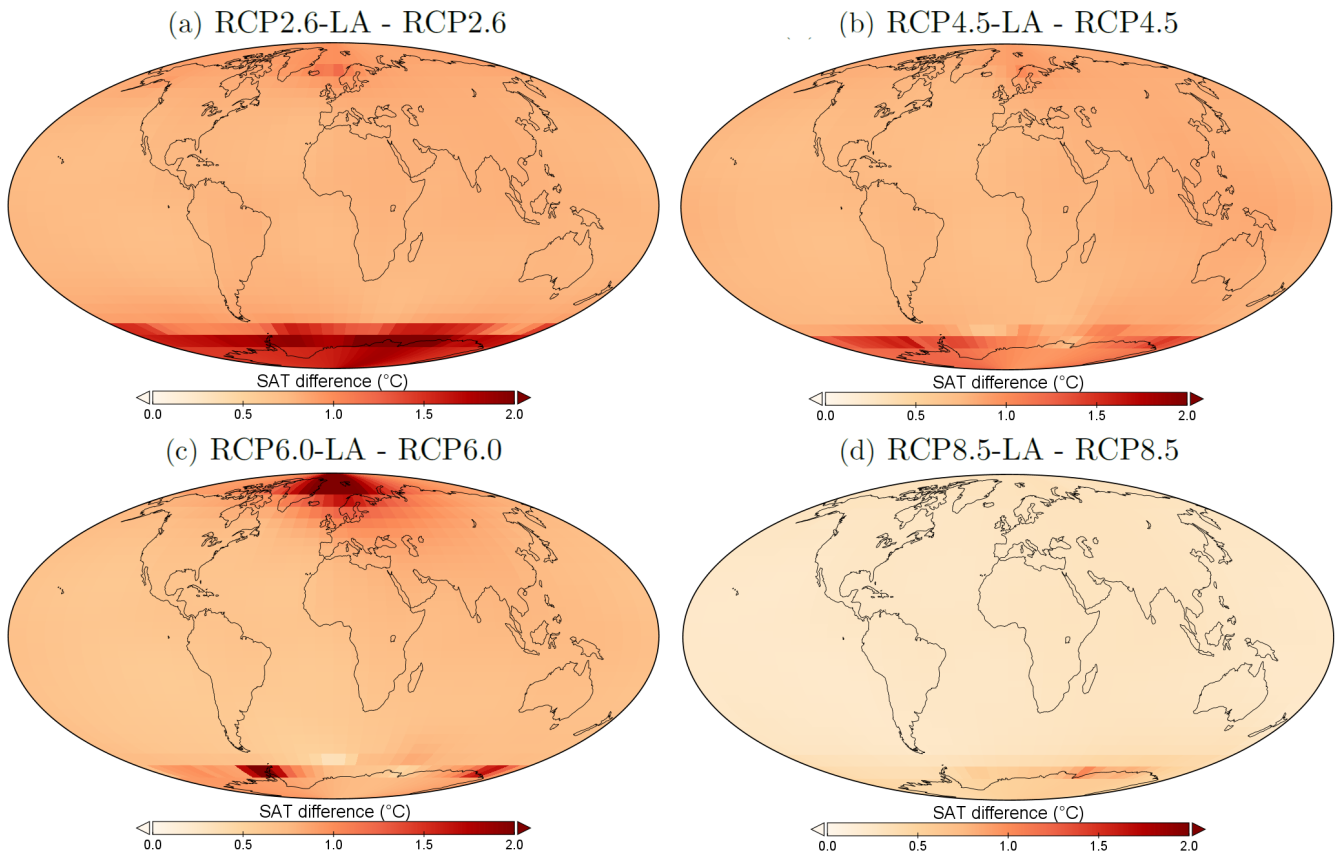 (a) RCP2.6-LA - RCP2.6
(b) RCP4.5-LA - RCP4.5
SAT difference (°C)
0.0 0.5 1.0 1.5 2.0
SAT difference (°C)
0.0 0.5 1.0 1.5 2.0
(c) RCP6.0-LA - RCP6.0
(d) RCP8.5-LA - RCP8.5
SAT difference (°C)
0.0 0.5 1.0 1.5 2.0
SAT difference (°C)
0.0 0.5 1.0 1.5 2.0